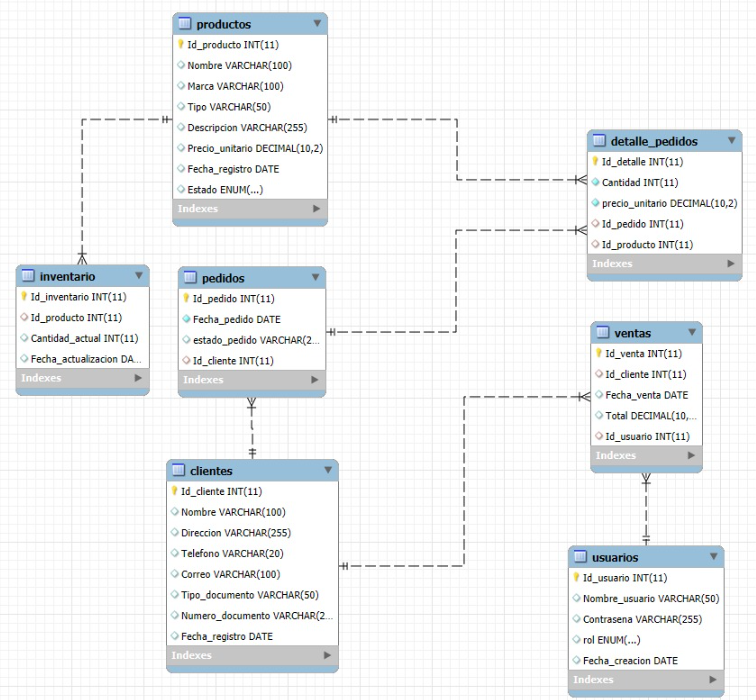 productos
Id_producto INT(11)
Nombre VARCHAR(100)
Marca VARCHAR(100)
Tipo VARCHAR(50)
Descripcion VARCHAR(255)
Precio_unitario DECIMAL(10,2)
Fecha_registro DATE
Estado ENUM(...)
Indexes
detalle_pedidos
Id_detalle INT(11)
Cantidad INT(11)
precio_unitario DECIMAL(10,2)
Id_pedido INT(11)
Id_producto INT(11)
Indexes
inventario
Id_inventario INT(11)
Id_producto INT(11)
Cantidad_actual INT(11)
Fecha_actualizacion DA...
Indexes
pedidos
Id_pedido INT(11)
Fecha_pedido DATE
estado_pedido VARCHAR(2...
Id_cliente INT(11)
Indexes
ventas
Id_venta INT(11)
Id_cliente INT(11)
Fecha_venta DATE
Total DECIMAL(10,...
Id_usuario INT(11)
Indexes
clientes
Id_cliente INT(11)
Nombre VARCHAR(100)
Direccion VARCHAR(255)
Telefono VARCHAR(20)
Correo VARCHAR(100)
Tipo_documento VARCHAR(50)
Numero_documento VARCHAR(2...
Fecha_registro DATE
Indexes
usuarios
Id_usuario INT(11)
Nombre_usuario VARCHAR(50)
Contrasena VARCHAR(255)
rol ENUM(...)
Fecha_creacion DATE
Indexes